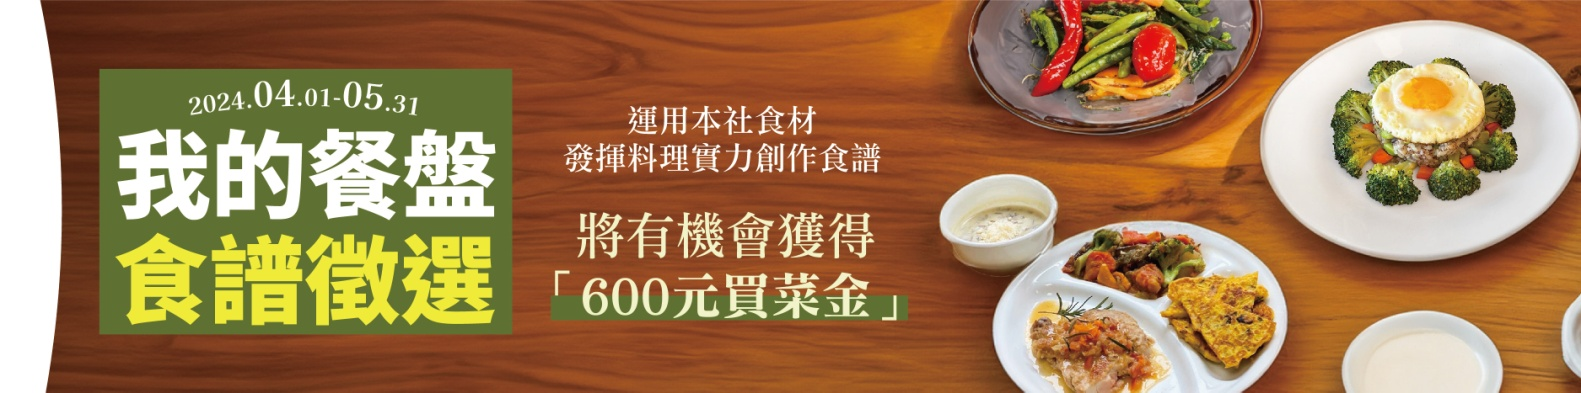 2024.04.01-05.31
我的餐盤
食譜徵選
運用本社食材
發揮料理實力創作食譜
將有機會獲得
「600元買菜金」